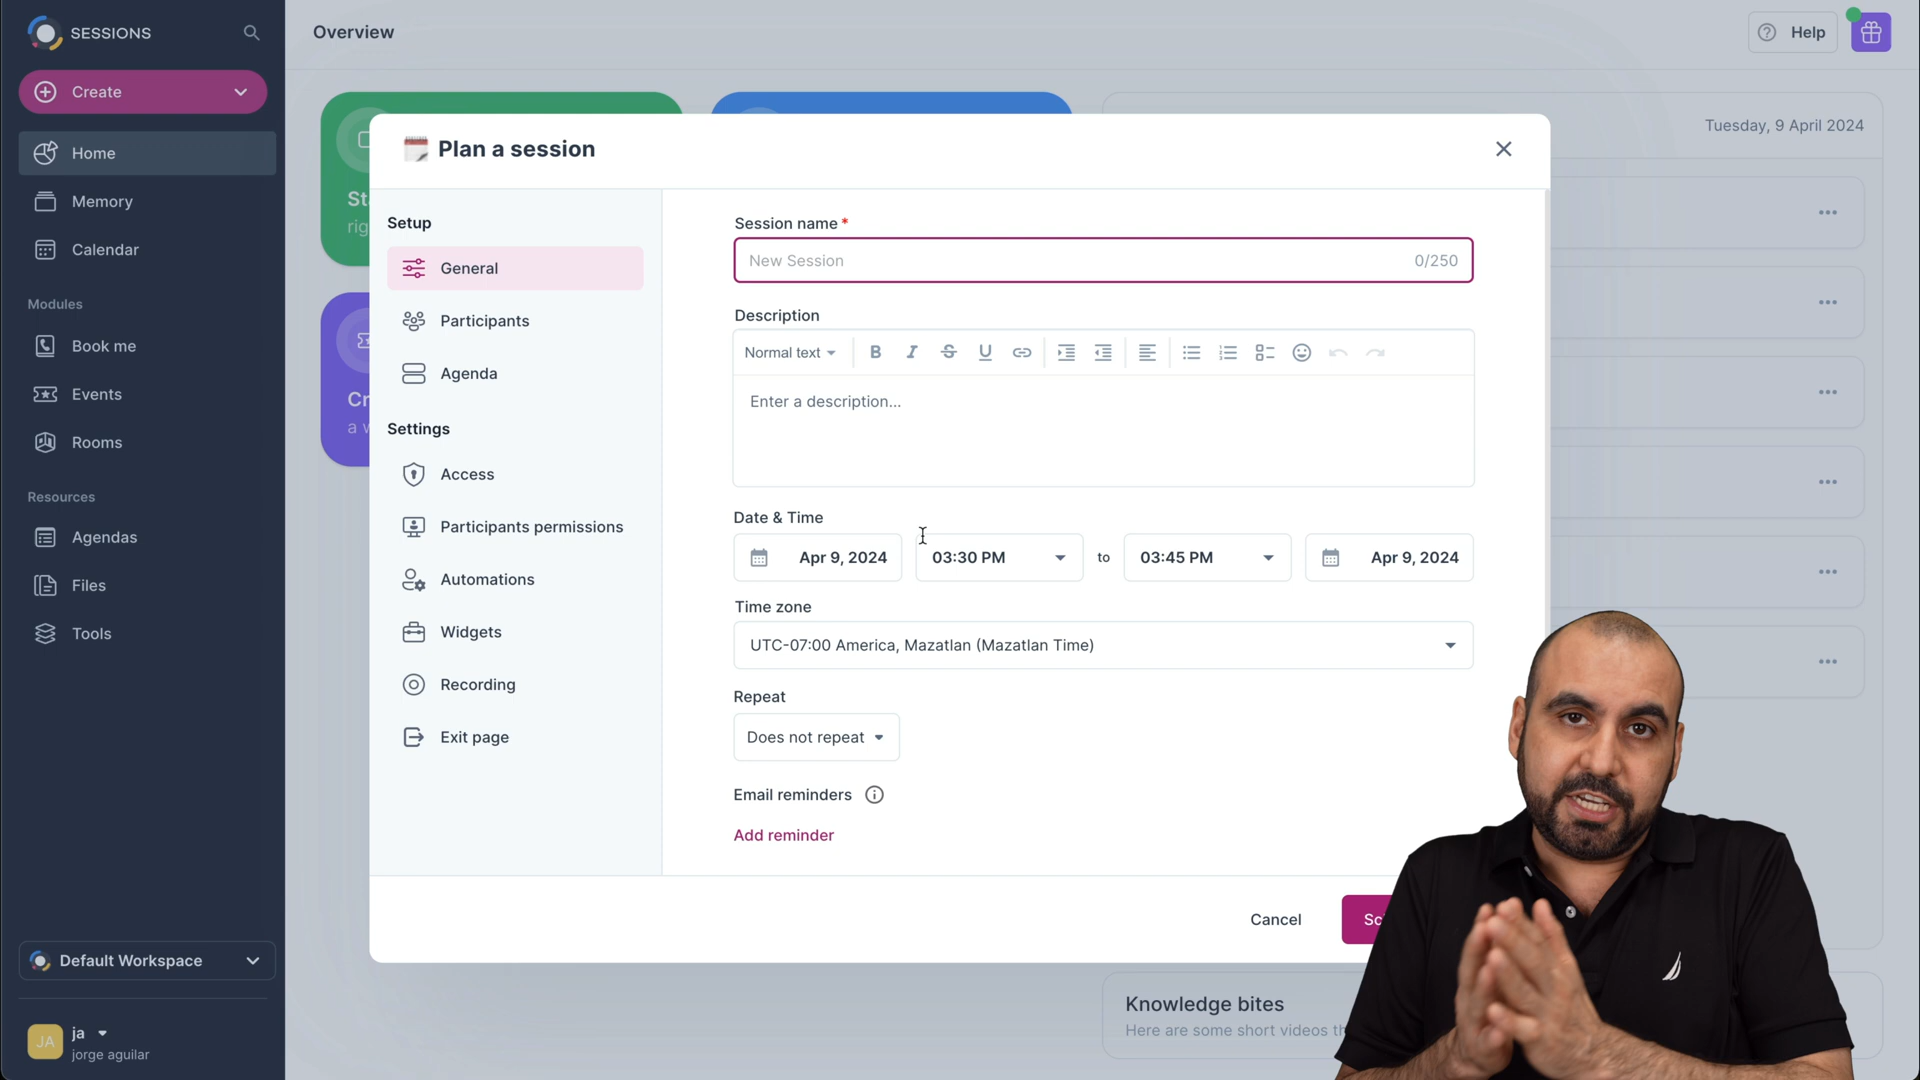 SESSIONS
Overview
Help
Create
Home
Memory
Calendar
Modules
Book me
Events
Rooms
Resources
Agendas
Files
Tools
Default Workspace
JA
ja
jorge aguilar
Tuesday, 9 April 2024
Plan a session
Setup
General
Participants
Agenda
Settings
Access
Participants permissions
Automations
Widgets
Recording
Exit page
Session name *
New Session 0/250
Description
Normal text B I S U
Enter a description...
Date & Time
Apr 9, 2024 03:30 PM to 03:45 PM Apr 9, 2024
Time zone
UTC-07:00 America, Mazatlan (Mazatlan Time)
Repeat
Does not repeat
Email reminders
Add reminder
Cancel
Knowledge bites
Here are some short videos